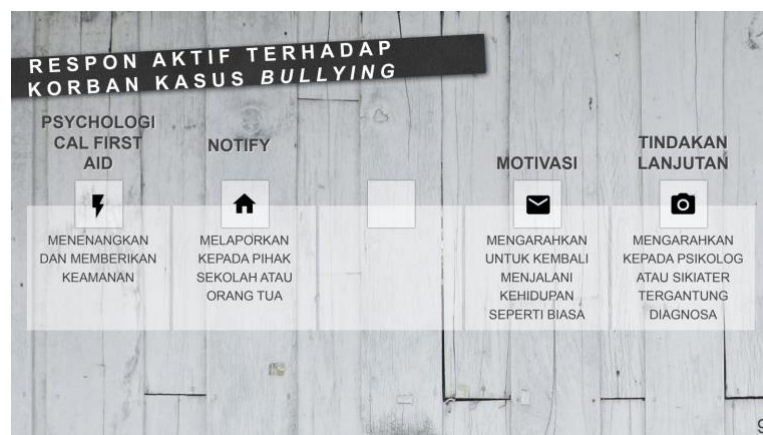 RESPON AKTIF TERHADAP
KORBAN KASUS BULLYING
PSYCHOLOGI
CAL FIRST
AID
MENENANGKAN
DAN MEMBERIKAN
KEAMANAN
NOTIFY
MELAPORKAN
KEPADA PIHAK
SEKOLAH ATAU
ORANG TUA
MOTIVASI
MENGARAHKAN
UNTUK KEMBALI
MENJALANI
KEHIDUPAN
SEPERTI BIASA
TINDAKAN
LANJUTAN
MENGARAHKAN
KEPADA PSIKOLOG
ATAU SIKIATER
TERGANTUNG
DIAGNOSA
9